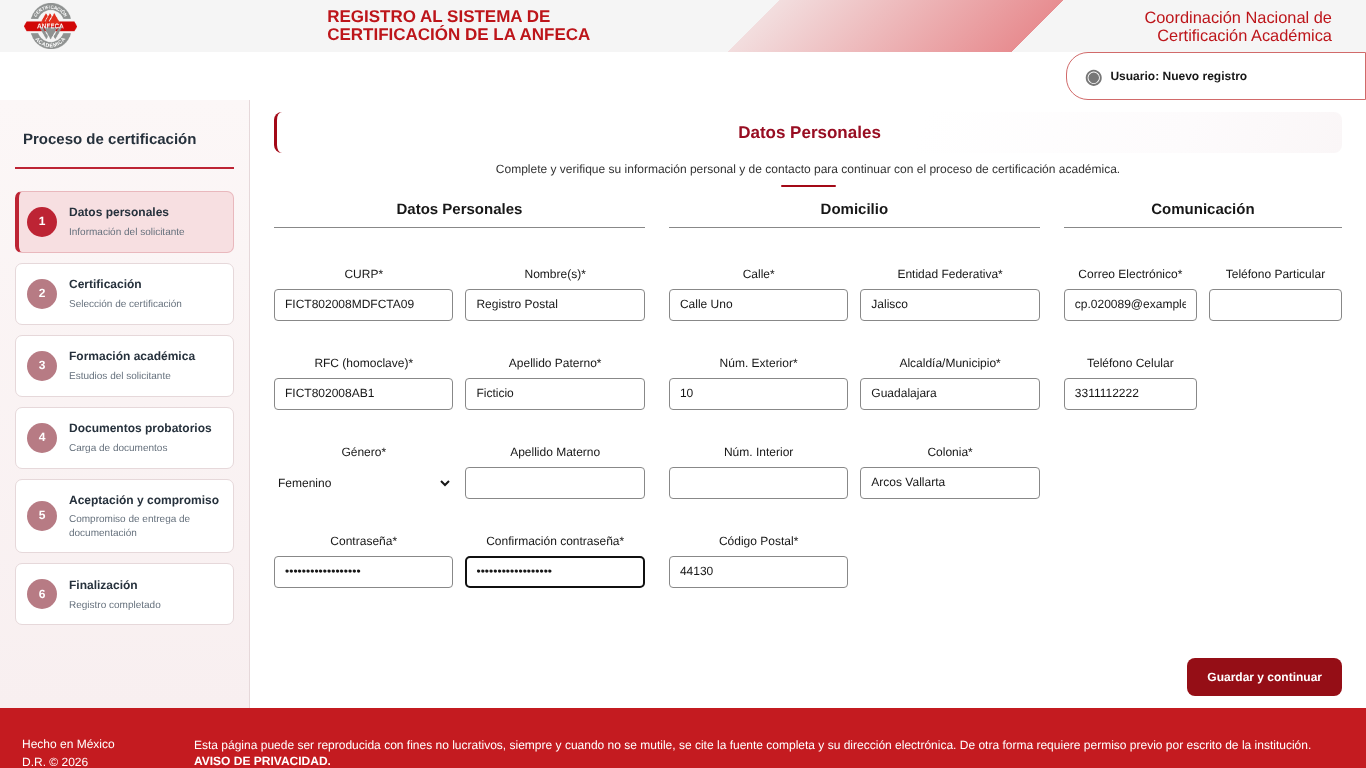 ANFECA
REGISTRO AL SISTEMA DE
CERTIFICACIÓN DE LA ANFECA
Coordinación Nacional de
Certificación Académica
Usuario: Nuevo registro
Proceso de certificación
1
Datos personales
Información del solicitante
2
Certificación
Selección de certificación
3
Formación académica
Estudios del solicitante
4
Documentos probatorios
Carga de documentos
5
Aceptación y compromiso
Compromiso de entrega de
documentación
6
Finalización
Registro completado
Datos Personales
Complete y verifique su información personal y de contacto para continuar con el proceso de certificación académica.
Datos Personales
Domicilio
Comunicación
CURP* Nombre(s)* Calle* Entidad Federativa* Correo Electrónico* Teléfono Particular
FICT802008MDFCTA09 Registro Postal Calle Uno Jalisco cp.020089@example
RFC (homoclave)* Apellido Paterno* Núm. Exterior* Alcaldía/Municipio* Teléfono Celular
FICT802008AB1 Ficticio 10 Guadalajara 3311112222
Género* Apellido Materno Núm. Interior Colonia*
Femenino Arcos Vallarta
Contraseña* Confirmación contraseña* Código Postal*
•••••••••••••••••• •••••••••••••••••• 44130
Guardar y continuar
Hecho en México
D.R. © 2026
Esta página puede ser reproducida con fines no lucrativos, siempre y cuando no se mutile, se cite la fuente completa y su dirección electrónica. De otra forma requiere permiso previo por escrito de la institución.
AVISO DE PRIVACIDAD.